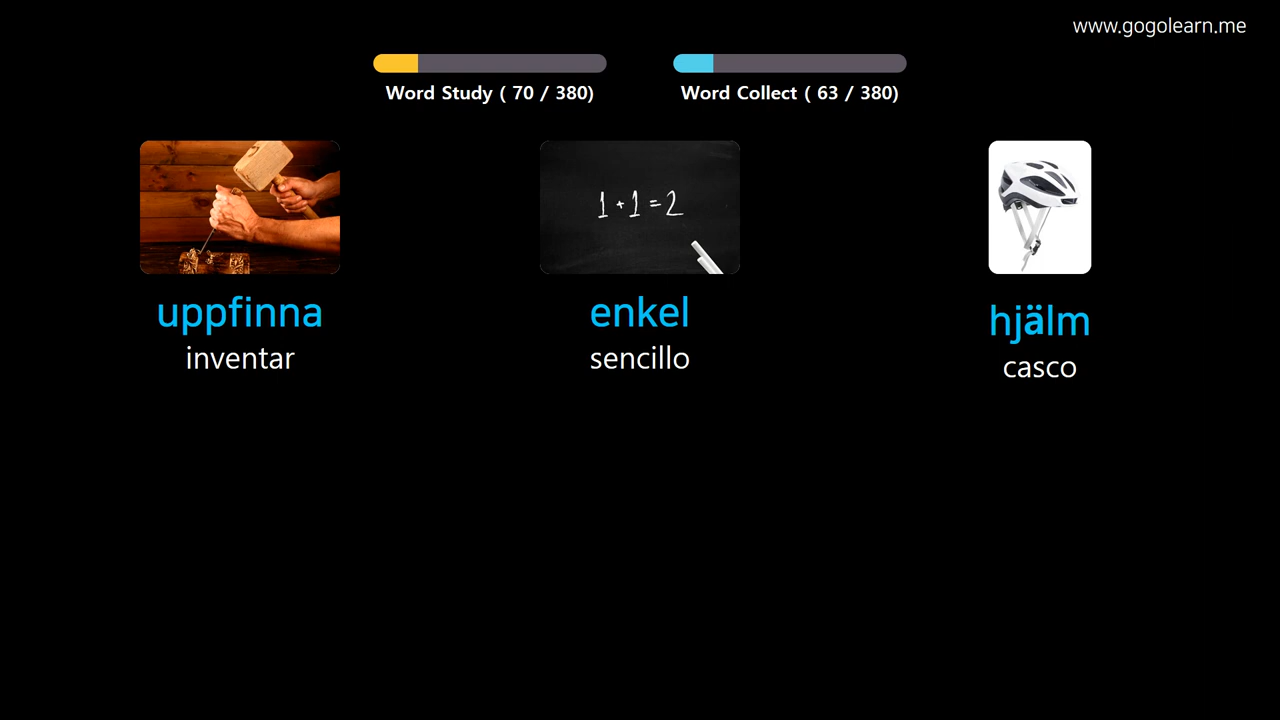 www.gogolearn.me
Word Study ( 70 / 380)
Word Collect ( 63 / 380)
1 + 1 = 2
uppfinna
enkel
hjälm
inventar
sencillo
casco